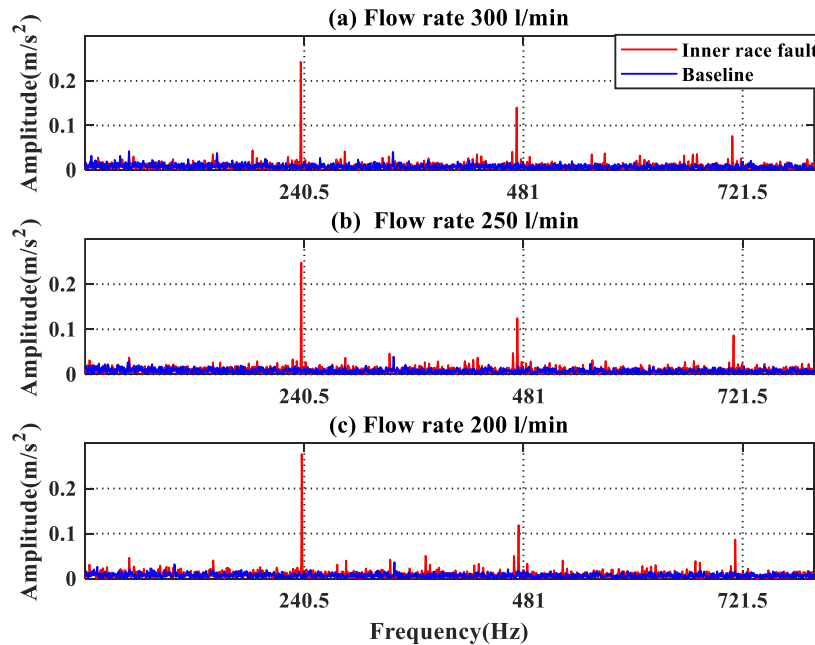 (a) Flow rate 300 l/min
Inner race fault
Baseline
Amplitude(m/s²)
0.2
0.1
0
240.5 481 721.5
(b) Flow rate 250 l/min
Amplitude(m/s²)
0.2
0.1
0
240.5 481 721.5
(c) Flow rate 200 l/min
Amplitude(m/s²)
0.2
0.1
0
240.5 481 721.5
Frequency(Hz)